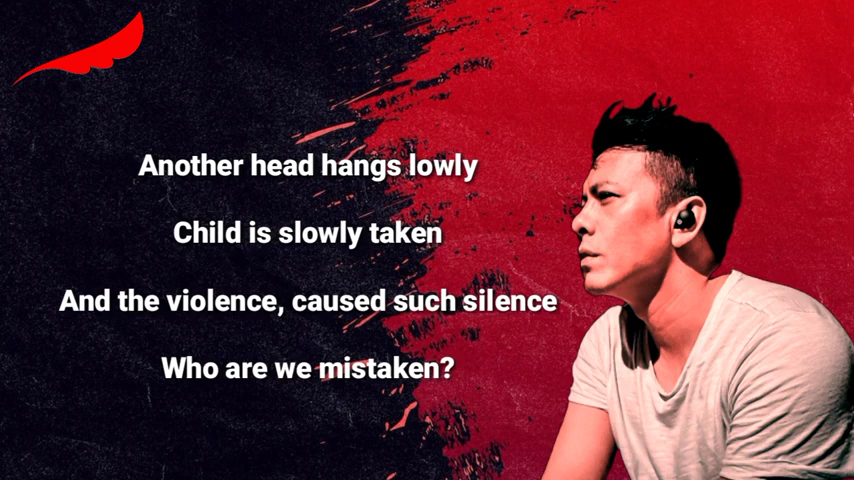 Another head hangs lowly
Child is slowly taken
And the violence, caused such silence
Who are we mistaken?